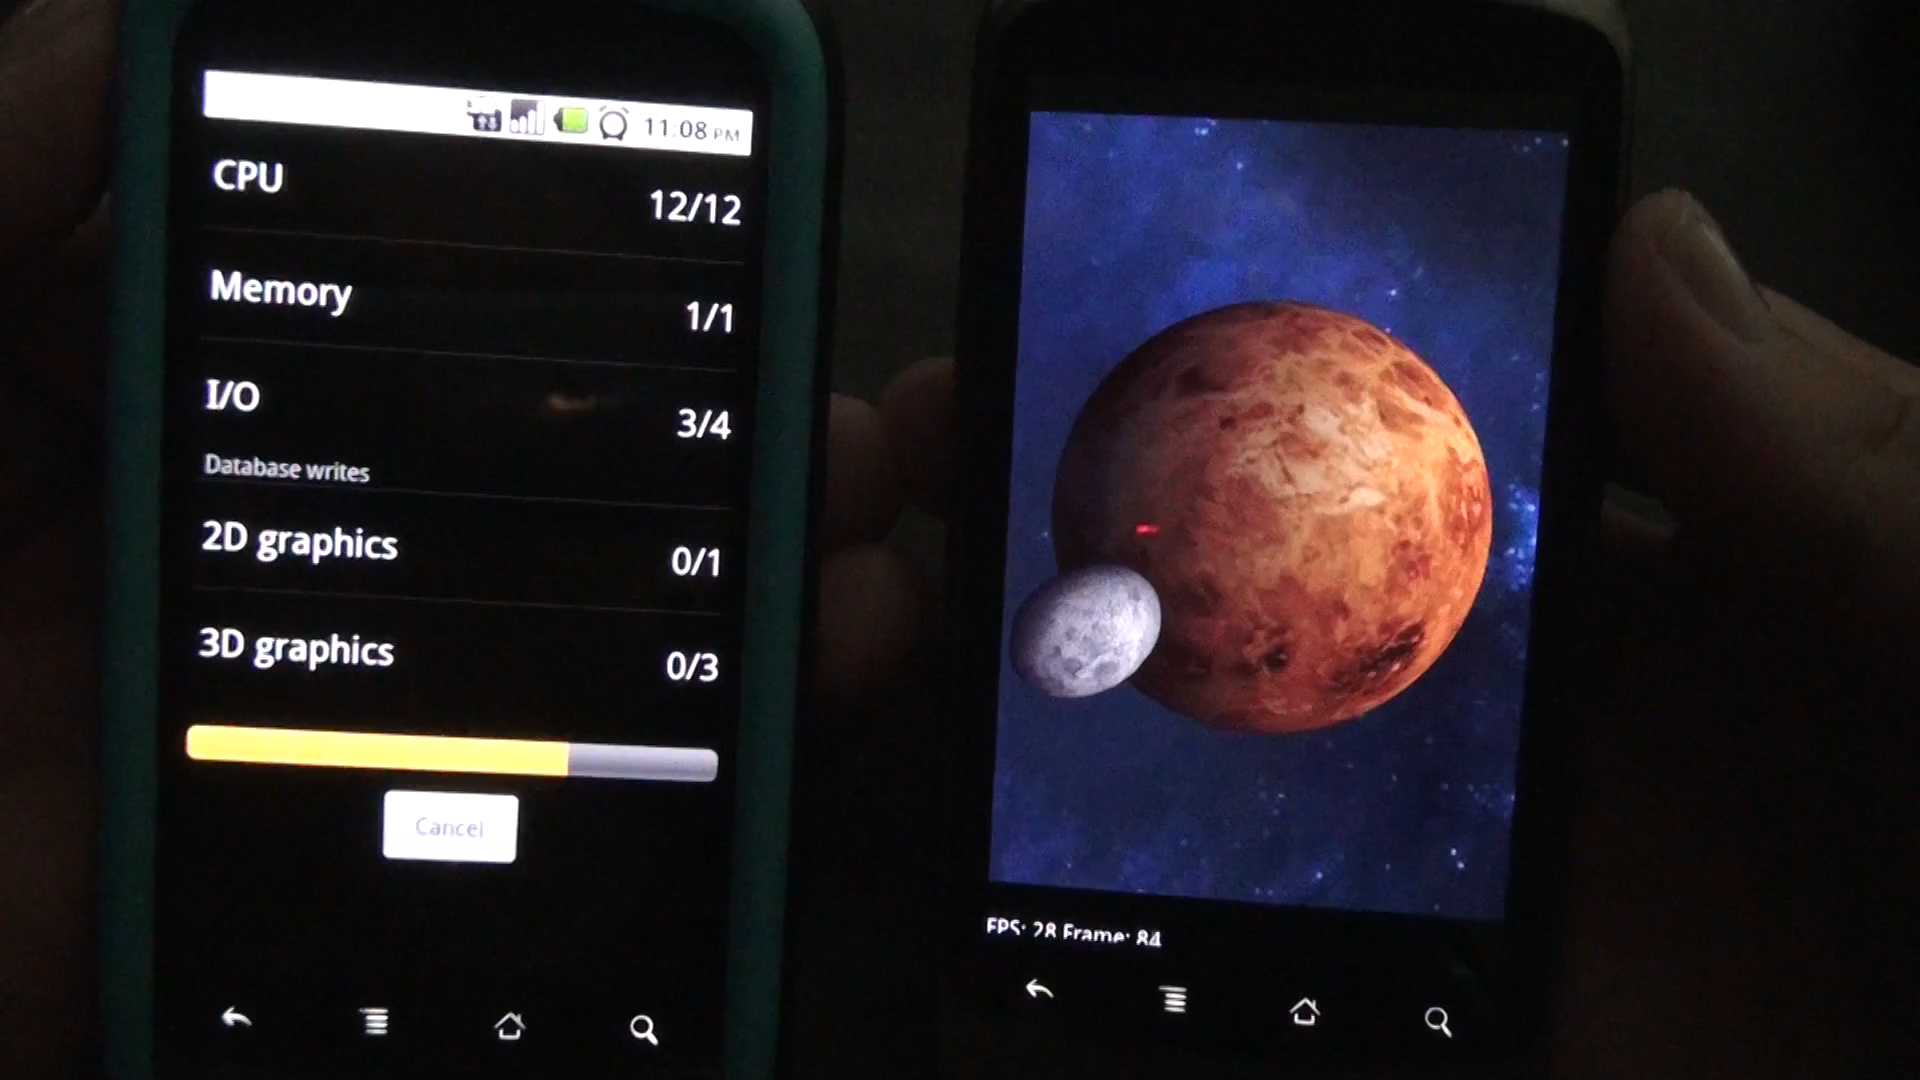 11:08 PM
CPU
12/12
Memory
1/1
I/O
3/4
Database writes
2D graphics
0/1
3D graphics
0/3
Cancel
FPS: 28 Frame: 84